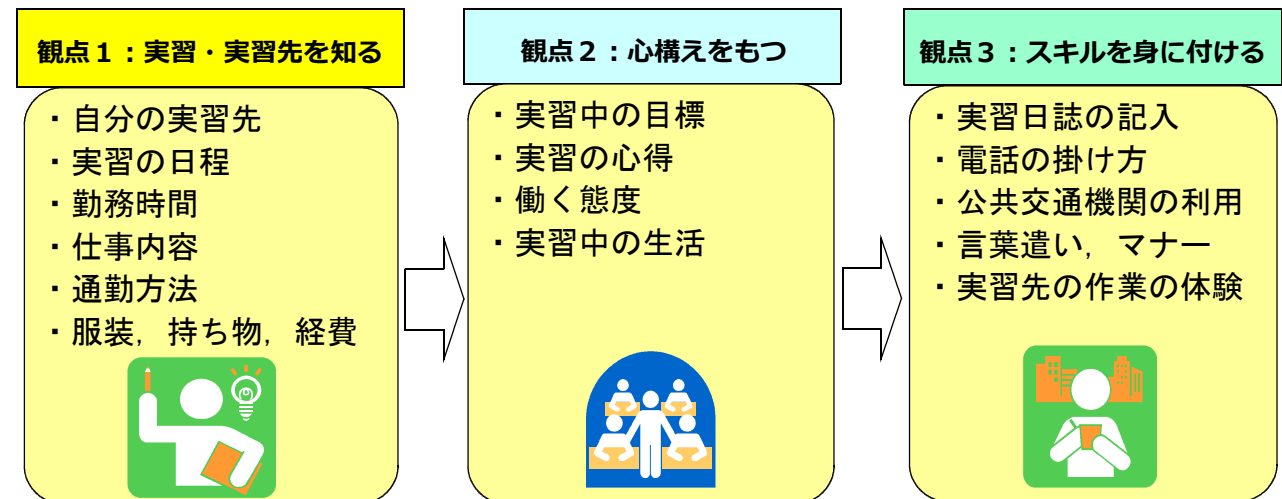 観点１：実習・実習先を知る
・自分の実習先
・実習の日程
・勤務時間
・仕事内容
・通勤方法
・服装，持ち物，経費
観点２：心構えをもつ
・実習中の目標
・実習の心得
・働く態度
・実習中の生活
観点３：スキルを身に付ける
・実習日誌の記入
・電話の掛け方
・公共交通機関の利用
・言葉遣い，マナー
・実習先の作業の体験